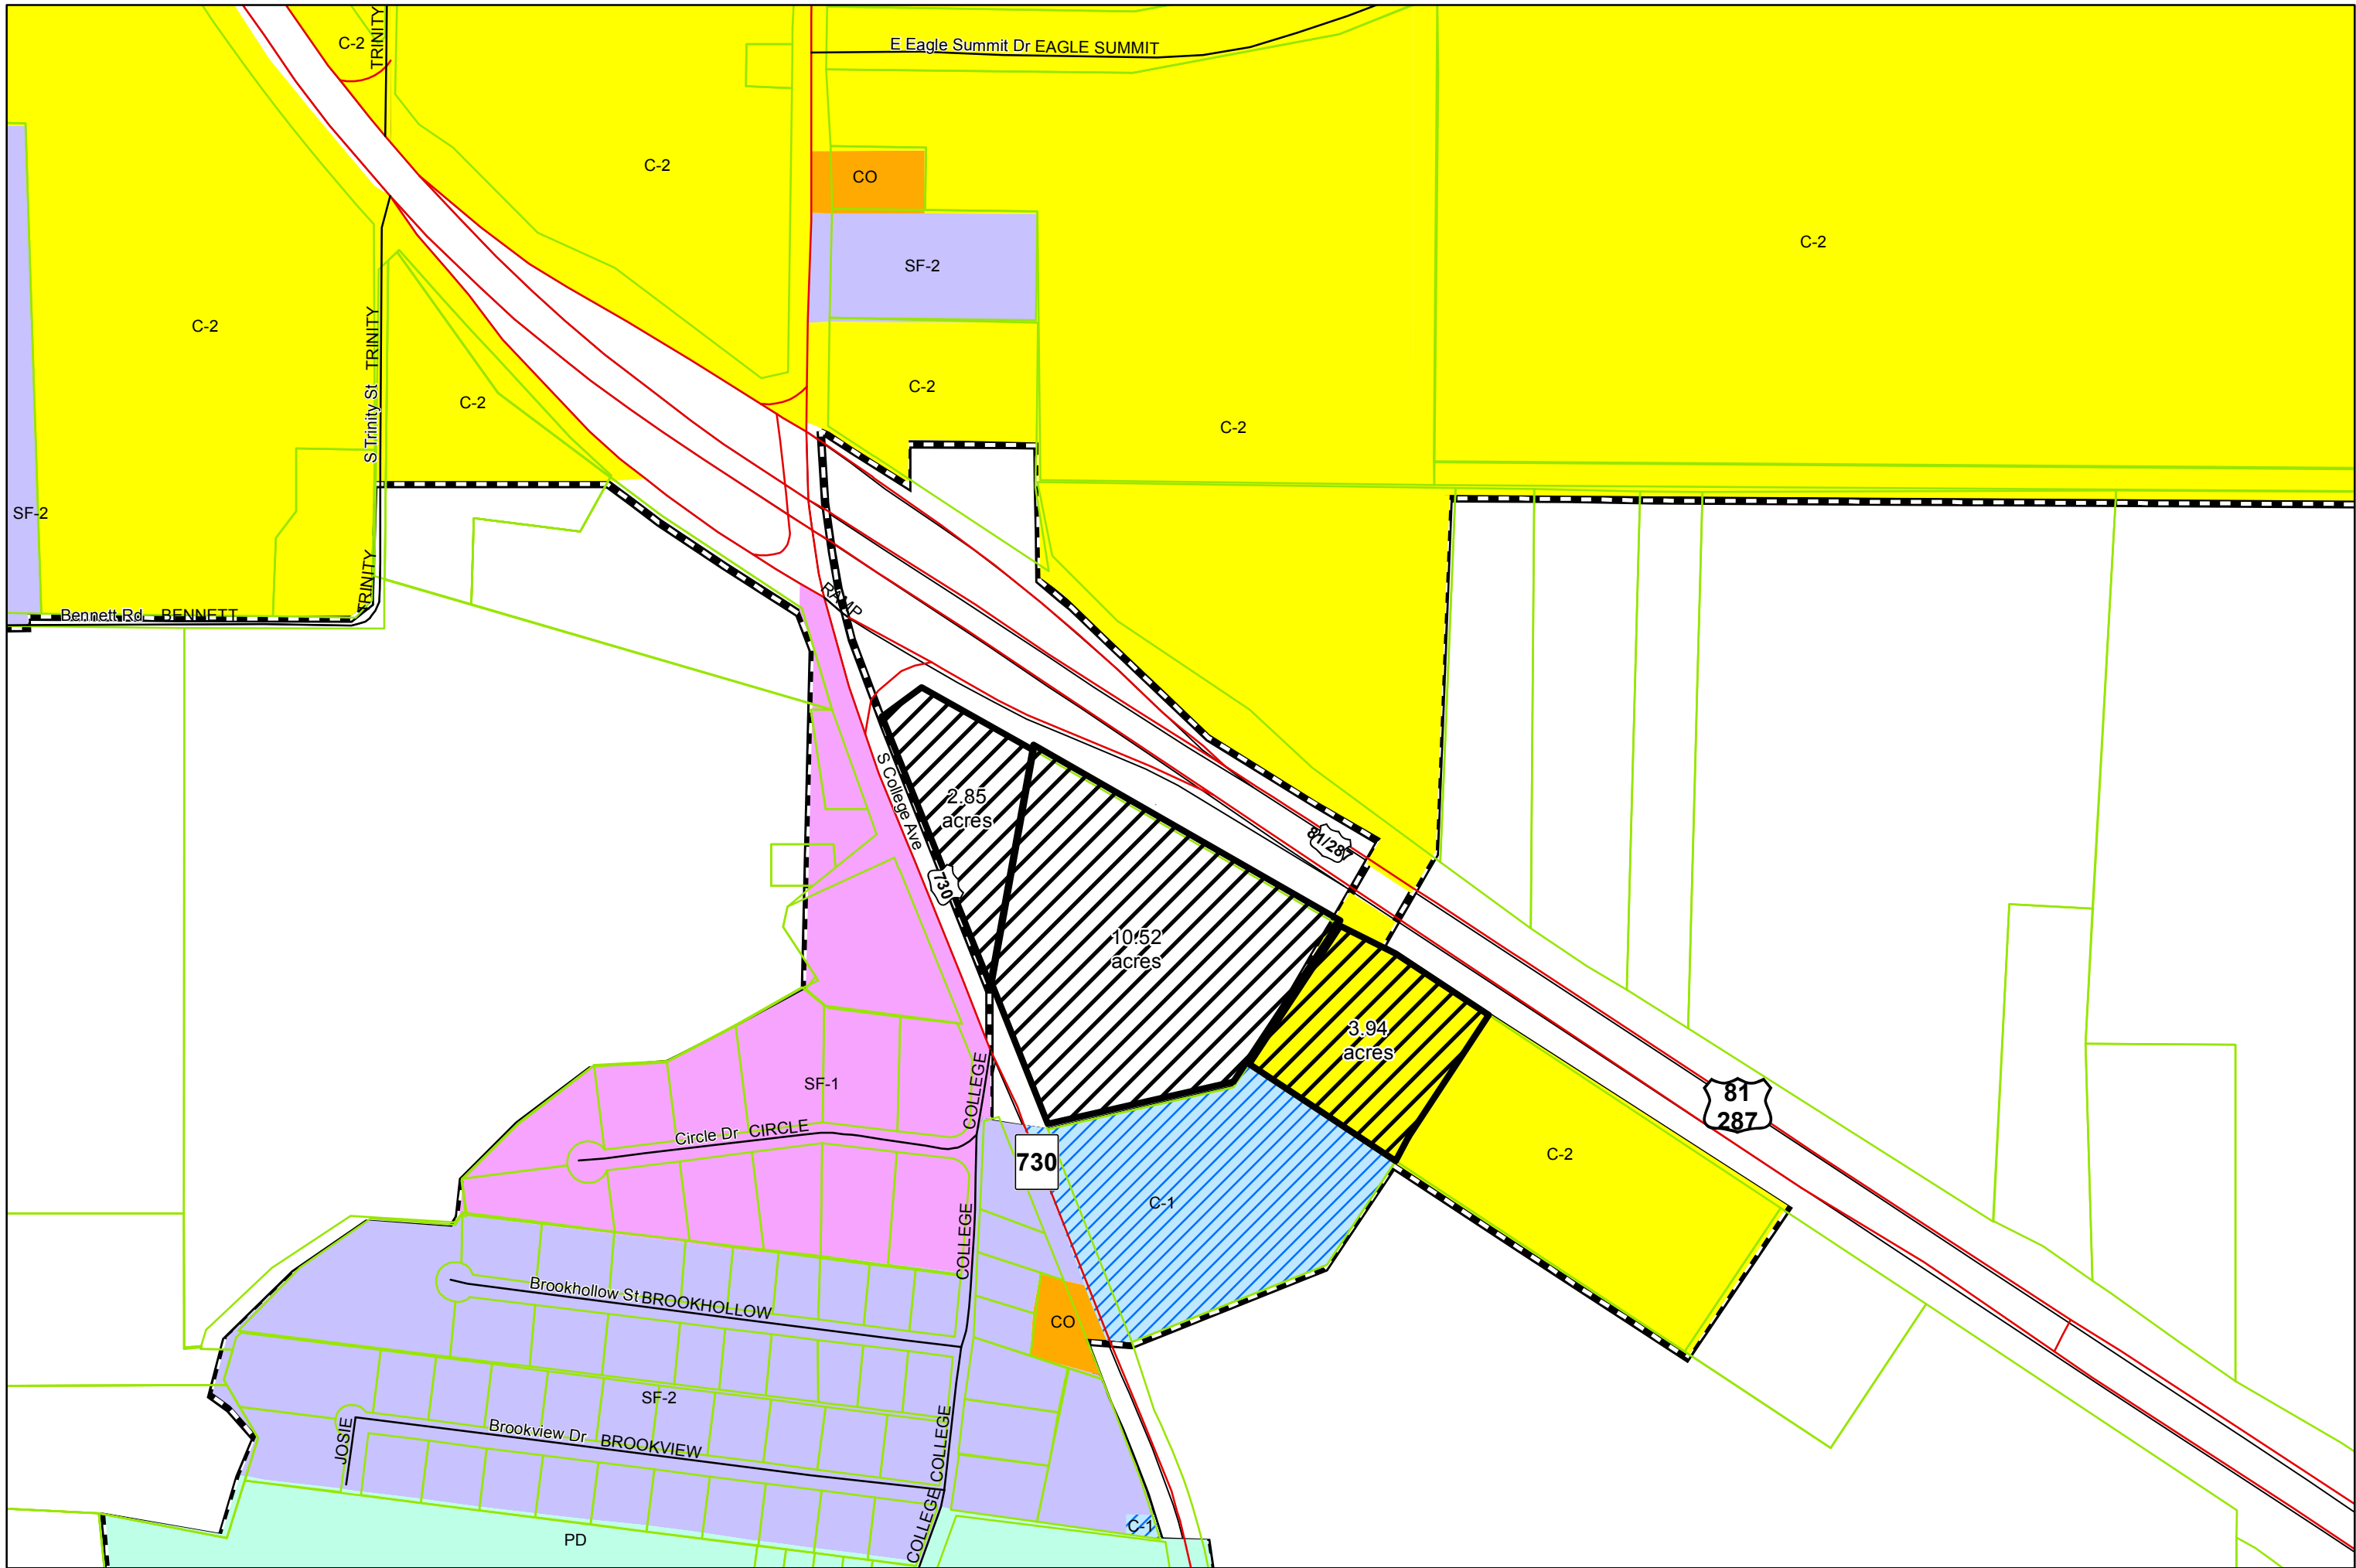 TRINITY
C-2
E Eagle Summit Dr EAGLE SUMMIT
C-2
CO
C-2
SF-2
C-2
S Trinity St TRINITY
C-2
C-2
C-2
SF-2
TRINITY
Bennett Rd BENNETT
RAMP
S College Ave
2.85
acres
81/287
730
10.52
acres
3.94
acres
SF-1
COLLEGE
81
287
Circle Dr CIRCLE
730
C-2
C-1
COLLEGE
Brookhollow St BROOKHOLLOW
CO
SF-2
JOSIE
Brookview Dr BROOKVIEW
COLLEGE
COLLEGE
C-1
PD